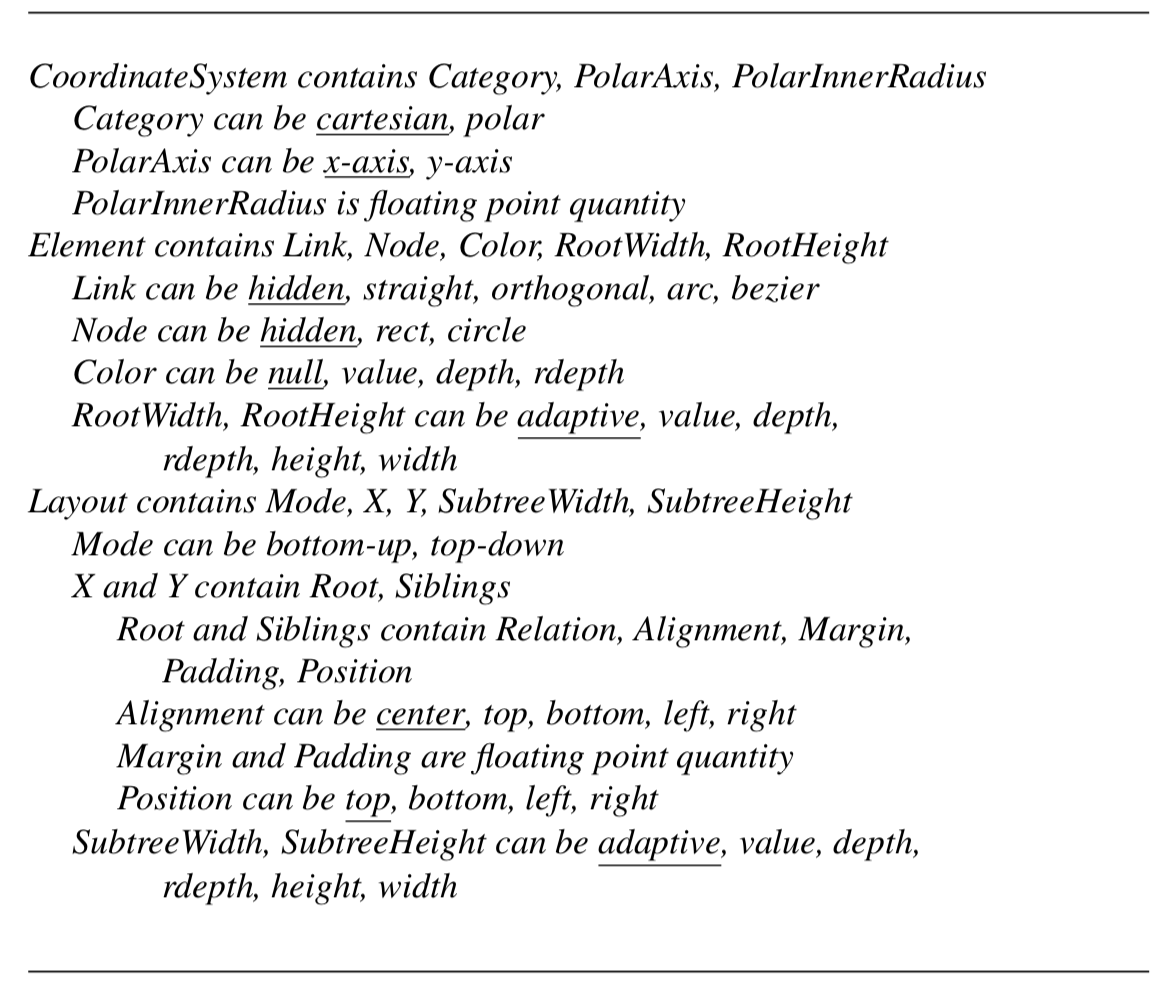 CoordinateSystem contains Category, PolarAxis, PolarInnerRadius
Category can be cartesian, polar
PolarAxis can be x-axis, y-axis
PolarInnerRadius is floating point quantity
Element contains Link, Node, Color, RootWidth, RootHeight
Link can be hidden, straight, orthogonal, arc, bezier
Node can be hidden, rect, circle
Color can be null, value, depth, rdepth
RootWidth, RootHeight can be adaptive, value, depth,
rdepth, height, width
Layout contains Mode, X, Y, SubtreeWidth, SubtreeHeight
Mode can be bottom-up, top-down
X and Y contain Root, Siblings
Root and Siblings contain Relation, Alignment, Margin,
Padding, Position
Alignment can be center, top, bottom, left, right
Margin and Padding are floating point quantity
Position can be top, bottom, left, right
SubtreeWidth, SubtreeHeight can be adaptive, value, depth,
rdepth, height, width